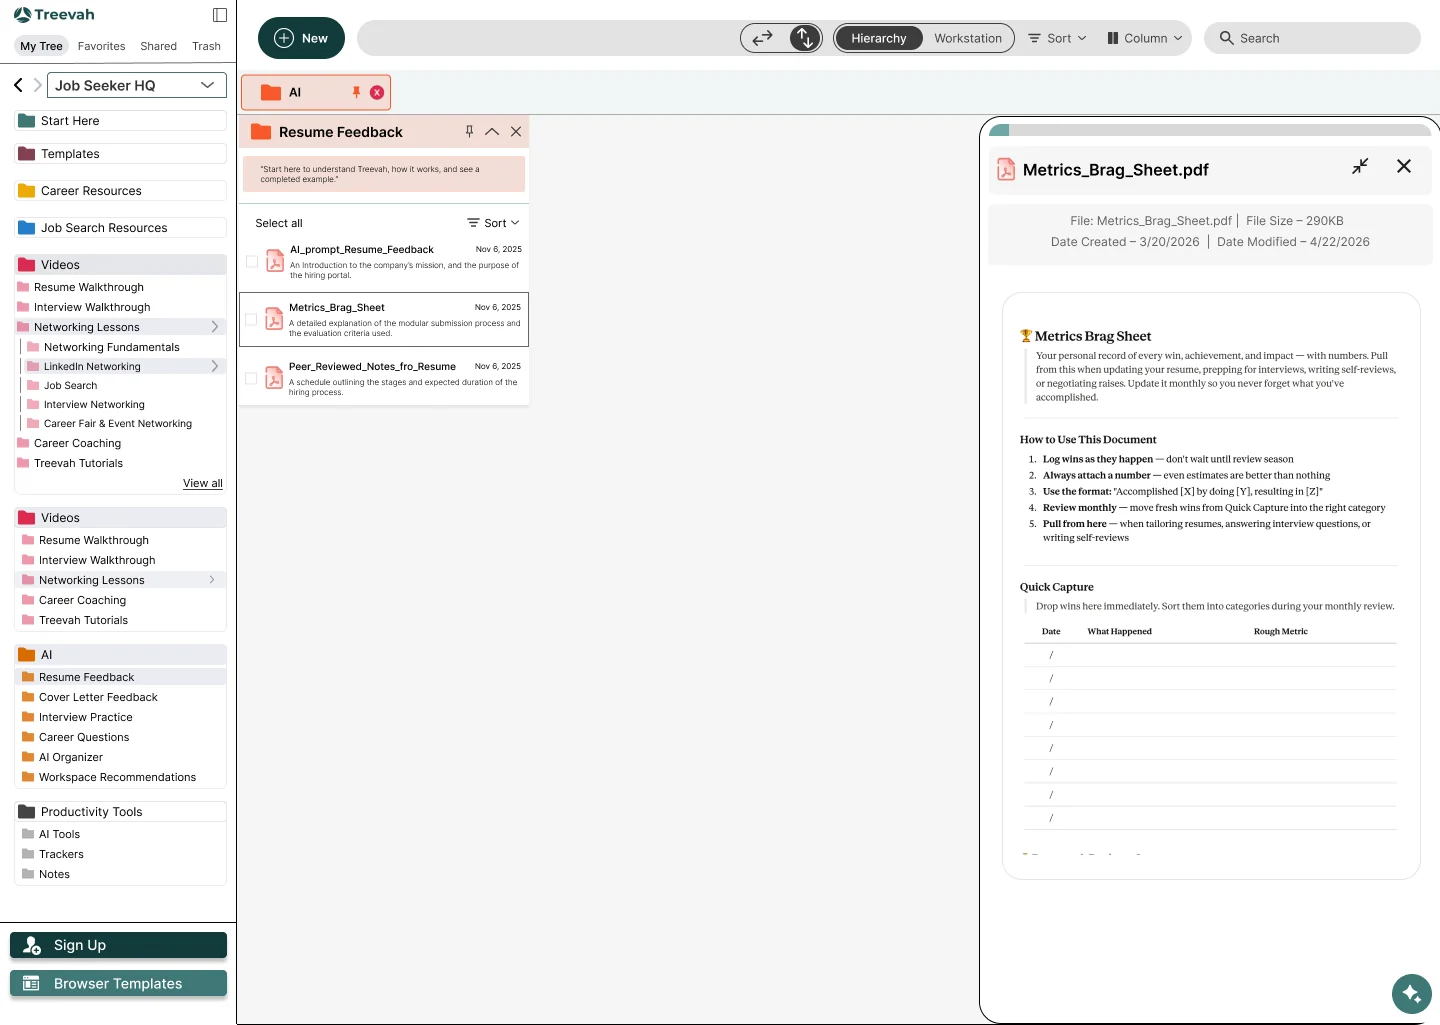 Treevah
My Tree Favorites Shared Trash
Job Seeker HQ
Start Here
Templates
Career Resources
Job Search Resources
Videos
Resume Walkthrough
Interview Walkthrough
Networking Lessons
Networking Fundamentals
LinkedIn Networking
Job Search
Interview Networking
Career Fair & Event Networking
Career Coaching
Treevah Tutorials
View all
Videos
Resume Walkthrough
Interview Walkthrough
Networking Lessons
Career Coaching
Treevah Tutorials
AI
Resume Feedback
Cover Letter Feedback
Interview Practice
Career Questions
AI Organizer
Workspace Recommendations
Productivity Tools
AI Tools
Trackers
Notes
Sign Up
Browser Templates
New
Hierarchy Workstation Sort Column Search
AI
X
Resume Feedback
"Start here to understand Treevah, how it works, and see a
completed example."
Select all Sort
AI_prompt_Resume_Feedback Nov 6, 2025
An Introduction to the company's mission, and the purpose of
the hiring portal.
Metrics_Brag_Sheet Nov 6, 2025
A detailed explanation of the modular submission process and
the evaluation criteria used.
Peer_Reviewed_Notes_fro_Resume Nov 6, 2025
A schedule outlining the stages and expected duration of the
hiring process.
Metrics_Brag_Sheet.pdf
File: Metrics_Brag_Sheet.pdf | File Size – 290KB
Date Created – 3/20/2026 | Date Modified – 4/22/2026
🏆 Metrics Brag Sheet
Your personal record of every win, achievement, and impact — with numbers. Pull
from this when updating your resume, prepping for interviews, writing self-reviews,
or negotiating raises. Update it monthly so you never forget what you've
accomplished.
How to Use This Document
1. Log wins as they happen — don't wait until review season
2. Always attach a number — even estimates are better than nothing
3. Use the format: "Accomplished [X] by doing [Y], resulting in [Z]"
4. Review monthly — move fresh wins from Quick Capture into the right category
5. Pull from here — when tailoring resumes, answering interview questions, or
writing self-reviews
Quick Capture
Drop wins here immediately. Sort them into categories during your monthly review.
Date What Happened Rough Metric
/
/
/
/
/
/
/
/